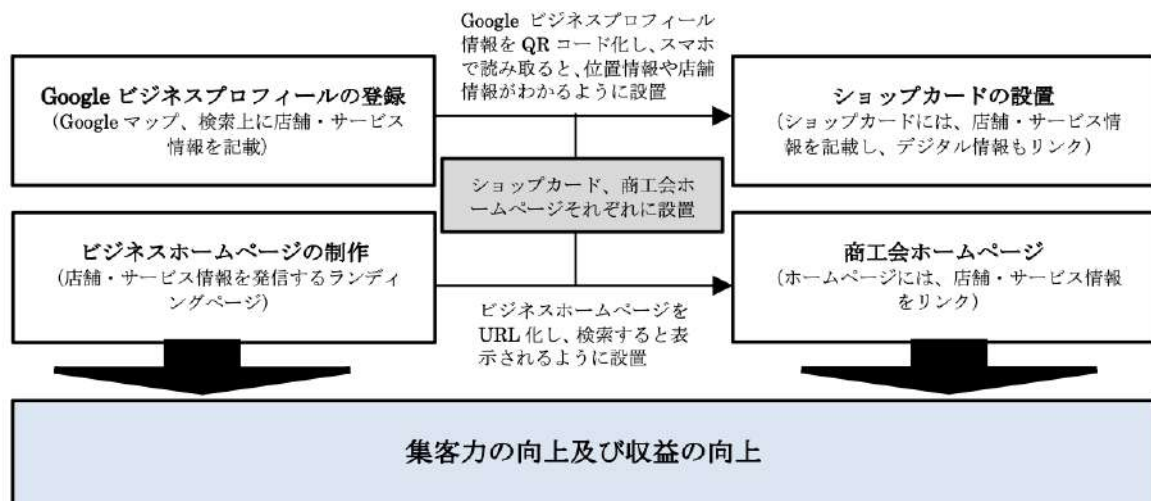 Google ビジネスプロフィール
情報を QR コード化し、スマホ
で読み取ると、位置情報や店舗
情報がわかるように設置
Google ビジネスプロフィールの登録
(Google マップ、検索上に店舗・サービス
情報を記載)
ショップカードの設置
(ショップカードには、店舗・サービス情
報を記載し、デジタル情報もリンク)
ショップカード、商工会ホ
ームページそれぞれに設置
ビジネスホームページの制作
(店舗・サービス情報を発信するランディ
ングページ)
商工会ホームページ
(ホームページには、店舗・サービス情報
をリンク)
ビジネスホームページを
URL 化し、検索すると表
示されるように設置
集客力の向上及び収益の向上